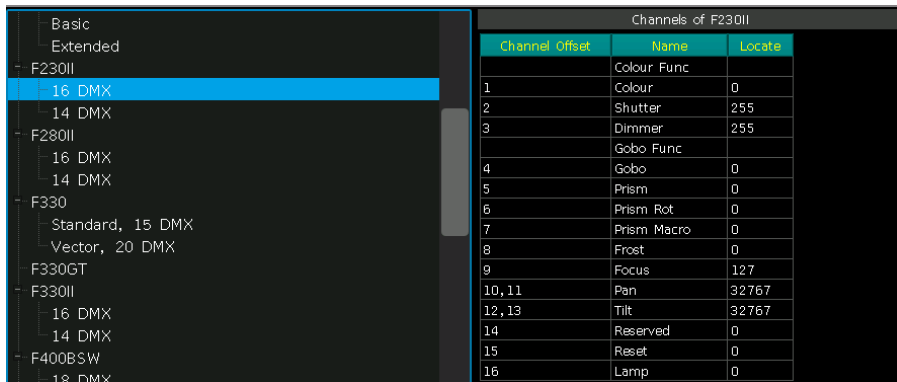 Basic
Extended
F230II
16 DMX
14 DMX
F280II
16 DMX
14 DMX
F330
Standard, 15 DMX
Vector, 20 DMX
F330GT
F330II
16 DMX
14 DMX
F400BSW
18 DMX
Channels of F230II
Channel Offset Name Locate
Colour Func
1 Colour 0
2 Shutter 255
3 Dimmer 255
Gobo Func
4 Gobo 0
5 Prism 0
6 Prism Rot 0
7 Prism Macro 0
8 Frost 0
9 Focus 127
10,11 Pan 32767
12,13 Tilt 32767
14 Reserved 0
15 Reset 0
16 Lamp 0